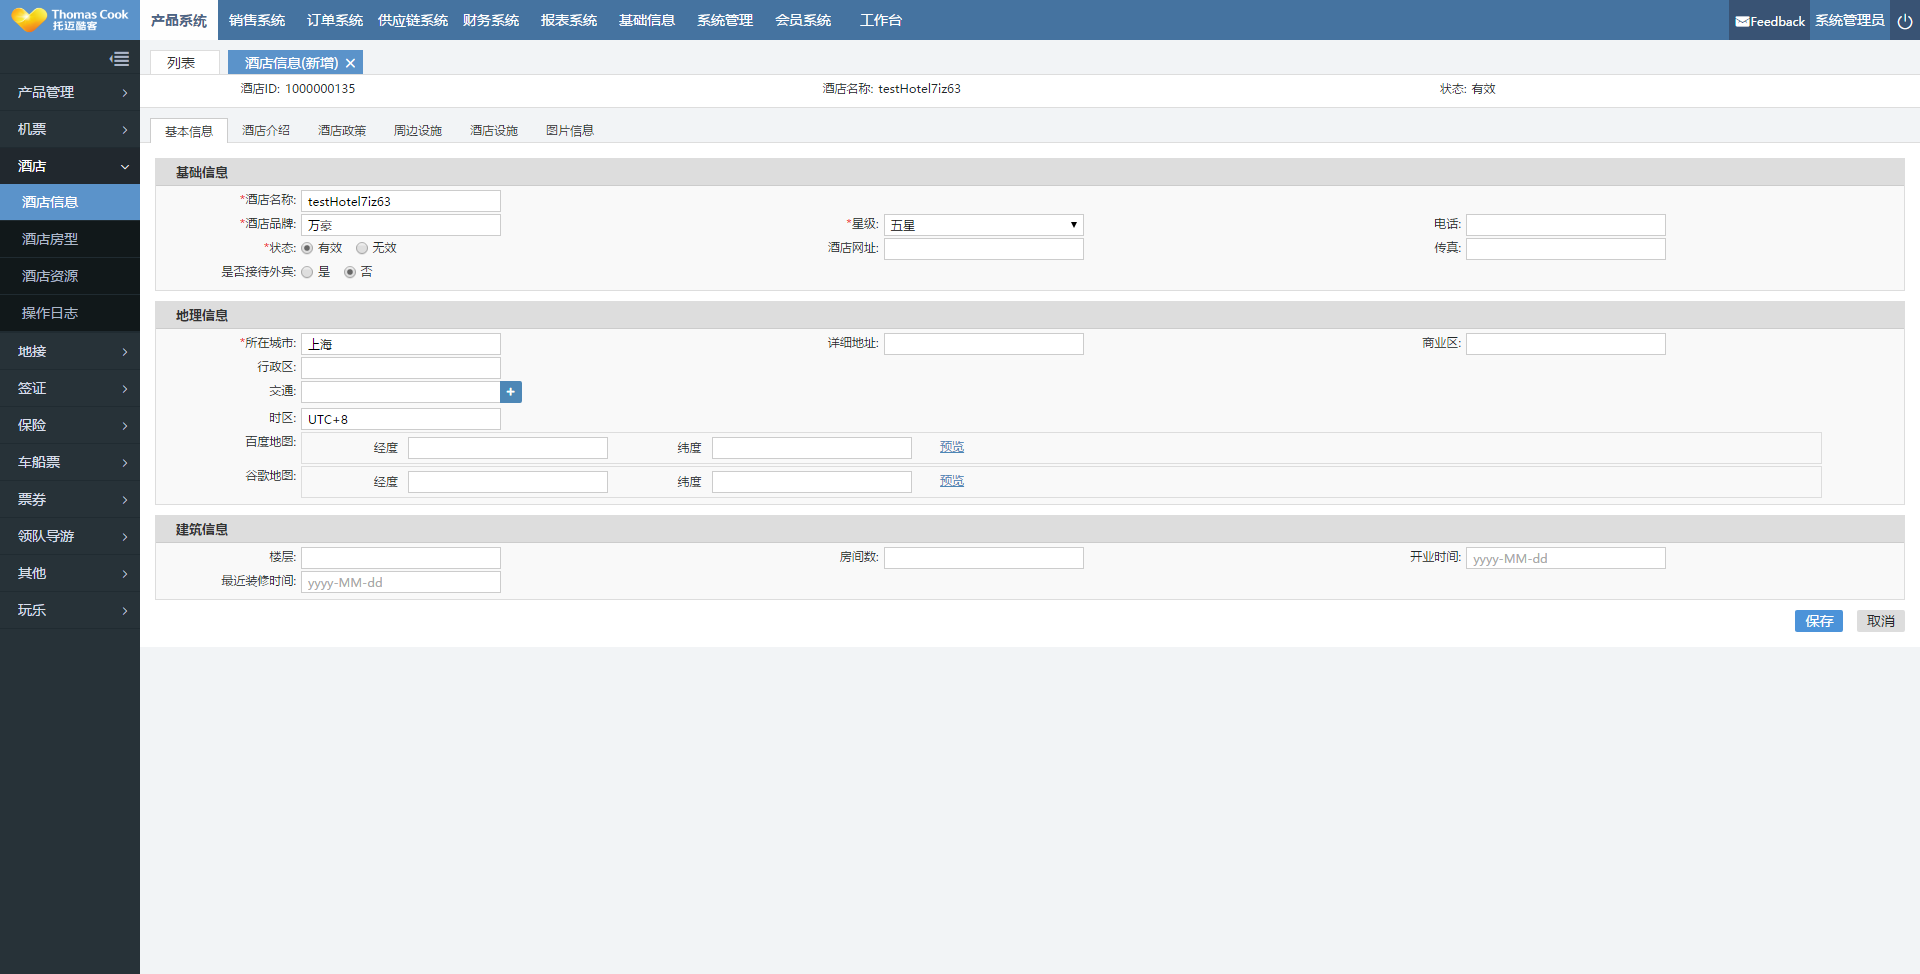 Thomas Cook
托迈酷客
产品系统 销售系统 订单系统 供应链系统 财务系统 报表系统 基础信息 系统管理 会员系统 工作台 Feedback 系统管理员
列表 酒店信息(新增)
酒店ID: 1000000135 酒店名称: testHotel7iz63 状态: 有效
基本信息 酒店介绍 酒店政策 周边设施 酒店设施 图片信息
产品管理
机票
酒店
酒店信息
酒店房型
酒店资源
操作日志
地接
签证
保险
车船票
票券
领队导游
其他
玩乐
基础信息
*酒店名称: testHotel7iz63
*酒店品牌: 万豪 *星级: 五星 电话:
*状态: 有效 无效 酒店网址: 传真:
是否接待外宾: 是 否
地理信息
*所在城市: 上海 详细地址: 商业区:
行政区:
交通: +
时区: UTC+8
百度地图: 经度 纬度 预览
谷歌地图: 经度 纬度 预览
建筑信息
楼层: 房间数: 开业时间: yyyy-MM-dd
最近装修时间: yyyy-MM-dd
保存 取消